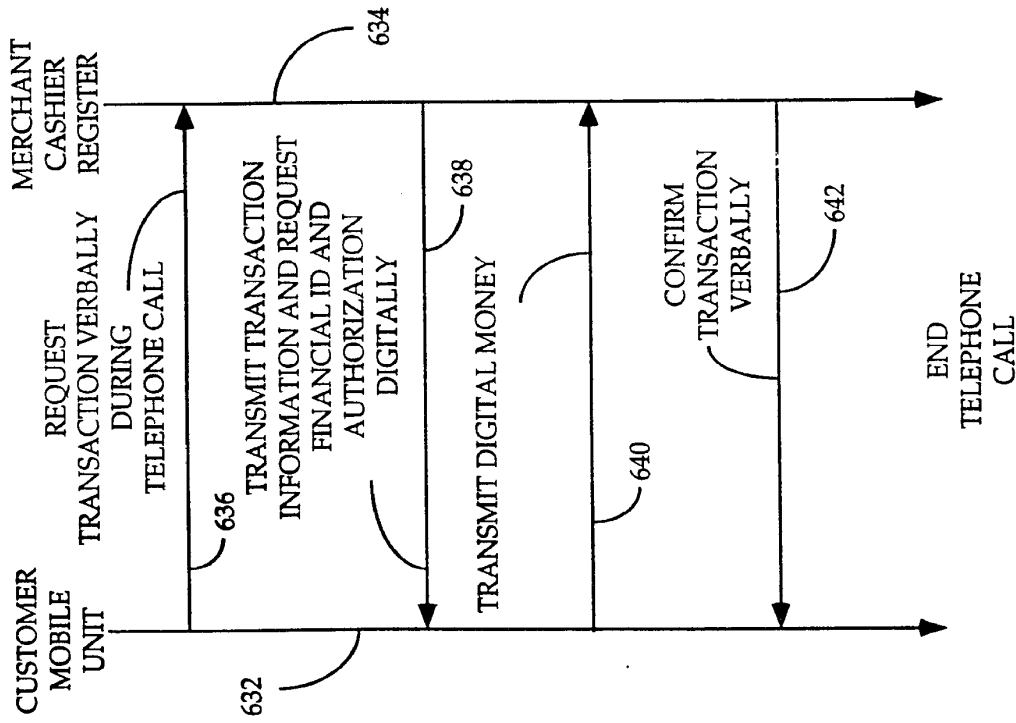 CUSTOMER
MOBILE
UNIT
MERCHANT
CASHIER
REGISTER
632
634
REQUEST
TRANSACTION VERBALLY
DURING
TELEPHONE CALL
636
TRANSMIT TRANSACTION
INFORMATION AND REQUEST
FINANCIAL ID AND
AUTHORIZATION
DIGITALLY
638
TRANSMIT DIGITAL MONEY
640
CONFIRM
TRANSACTION
VERBALLY
642
END
TELEPHONE
CALL